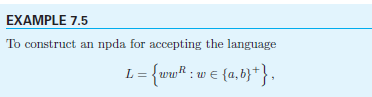 EXAMPLE 7.5
To construct an npda for accepting the language
L = {ww^R : w ∈ {a, b}^+},